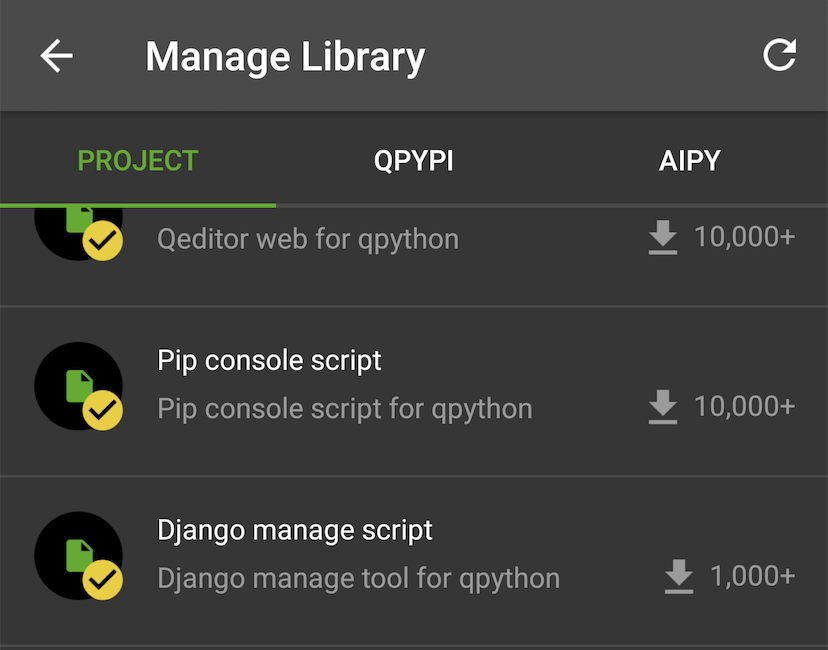 Manage Library
PROJECT QPYPI AIPY
Qeditor web for qpython 10,000+
Pip console script
Pip console script for qpython 10,000+
Django manage script
Django manage tool for qpython 1,000+